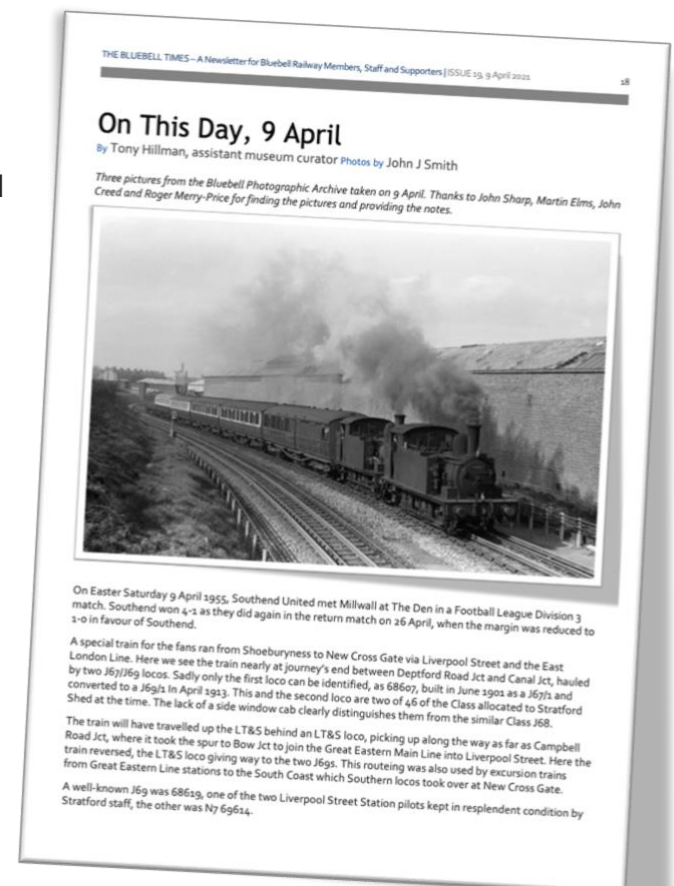 THE BLUEBELL TIMES – A Newsletter for Bluebell Railway Members, Staff and Supporters | ISSUE 19, 9 April 2021
18
On This Day, 9 April
By Tony Hillman, assistant museum curator Photos by John J Smith
Three pictures from the Bluebell Photographic Archive taken on 9 April. Thanks to John Sharp, Martin Elms, John
Creed and Roger Merry-Price for finding the pictures and providing the notes.
On Easter Saturday 9 April 1955, Southend United met Millwall at The Den in a Football League Division 3
match. Southend won 4-1 as they did again in the return match on 26 April, when the margin was reduced to
1-0 in favour of Southend.
A special train for the fans ran from Shoeburyness to New Cross Gate via Liverpool Street and the East
London Line. Here we see the train nearly at journey's end between Deptford Road Jct and Canal Jct, hauled
by two J67/J69 locos. Sadly only the first loco can be identified, as 68607, built in June 1901 as a J67/1 and
converted to a J69/1 In April 1913. This and the second loco are two of 46 of the Class allocated to Stratford
Shed at the time. The lack of a side window cab clearly distinguishes them from the similar Class J68.
The train will have travelled up the LT&S behind an LT&S loco, picking up along the way as far as Campbell
Road Jct, where it took the spur to Bow Jct to join the Great Eastern Main Line into Liverpool Street. Here the
train reversed, the LT&S loco giving way to the two J69s. This routeing was also used by excursion trains
from Great Eastern Line stations to the South Coast which Southern locos took over at New Cross Gate.
A well-known J69 was 68619, one of the two Liverpool Street Station pilots kept in resplendent condition by
Stratford staff, the other was N7 69614.